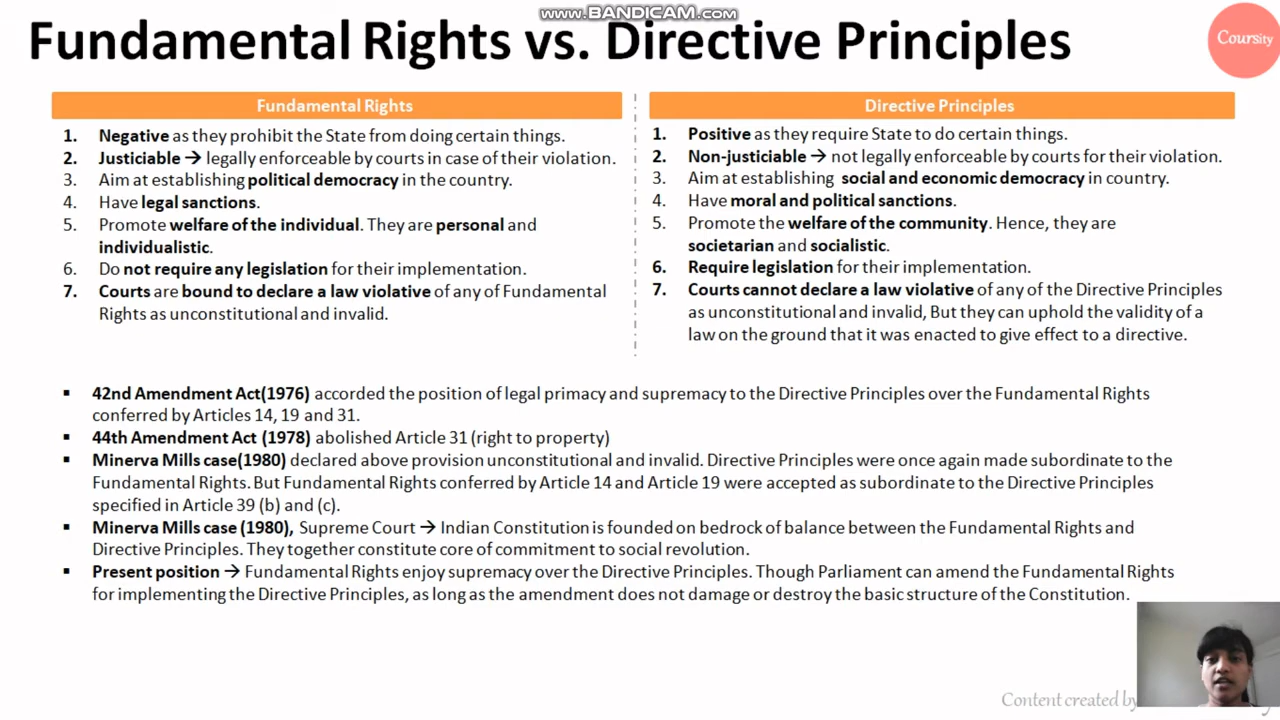 www.BANDICAM.com
Fundamental Rights vs. Directive Principles
Coursity
Fundamental Rights
1. Negative as they prohibit the State from doing certain things.
2. Justiciable → legally enforceable by courts in case of their violation.
3. Aim at establishing political democracy in the country.
4. Have legal sanctions.
5. Promote welfare of the individual. They are personal and
individualistic.
6. Do not require any legislation for their implementation.
7. Courts are bound to declare a law violative of any of Fundamental
Rights as unconstitutional and invalid.
Directive Principles
1. Positive as they require State to do certain things.
2. Non-justiciable → not legally enforceable by courts for their violation.
3. Aim at establishing social and economic democracy in country.
4. Have moral and political sanctions.
5. Promote the welfare of the community. Hence, they are
societarian and socialistic.
6. Require legislation for their implementation.
7. Courts cannot declare a law violative of any of the Directive Principles
as unconstitutional and invalid, But they can uphold the validity of a
law on the ground that it was enacted to give effect to a directive.
▪ 42nd Amendment Act(1976) accorded the position of legal primacy and supremacy to the Directive Principles over the Fundamental Rights
conferred by Articles 14, 19 and 31.
▪ 44th Amendment Act (1978) abolished Article 31 (right to property)
▪ Minerva Mills case(1980) declared above provision unconstitutional and invalid. Directive Principles were once again made subordinate to the
Fundamental Rights. But Fundamental Rights conferred by Article 14 and Article 19 were accepted as subordinate to the Directive Principles
specified in Article 39 (b) and (c).
▪ Minerva Mills case (1980), Supreme Court → Indian Constitution is founded on bedrock of balance between the Fundamental Rights and
Directive Principles. They together constitute core of commitment to social revolution.
▪ Present position → Fundamental Rights enjoy supremacy over the Directive Principles. Though Parliament can amend the Fundamental Rights
for implementing the Directive Principles, as long as the amendment does not damage or destroy the basic structure of the Constitution.
Content created by